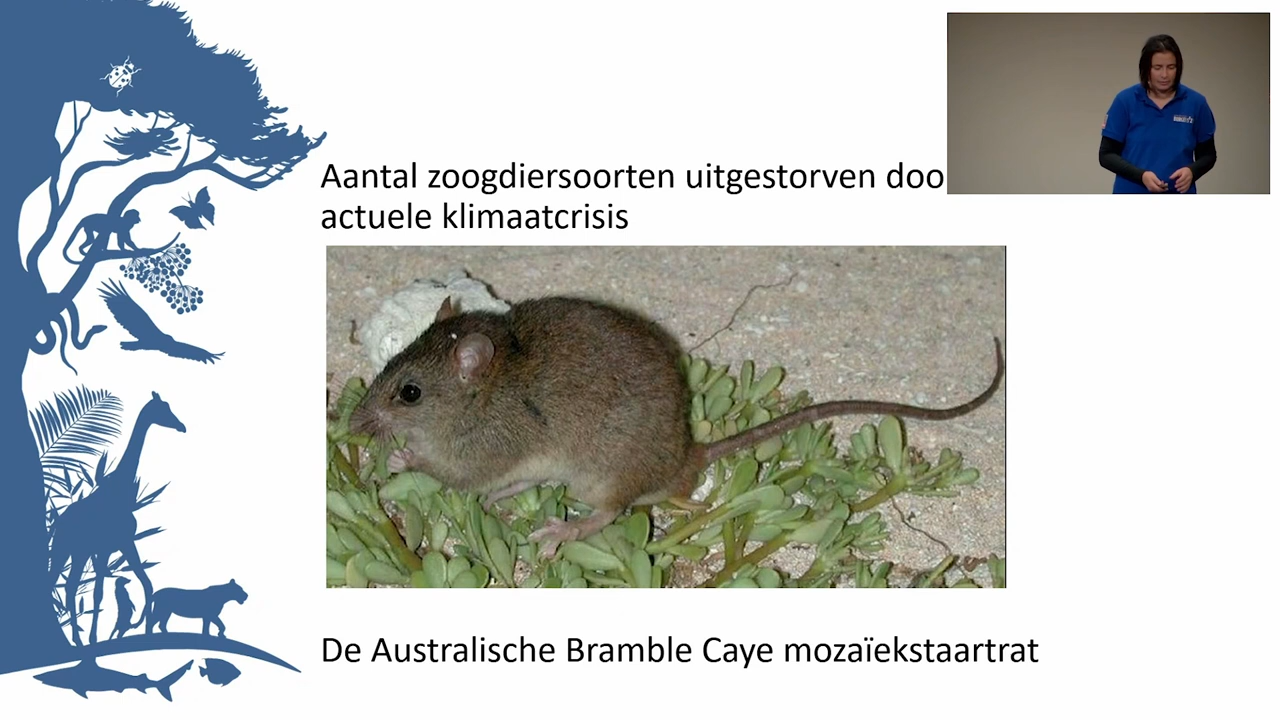 Aantal zoogdiersoorten uitgestorven doo
actuele klimaatcrisis
De Australische Bramble Caye mozaïekstaartrat